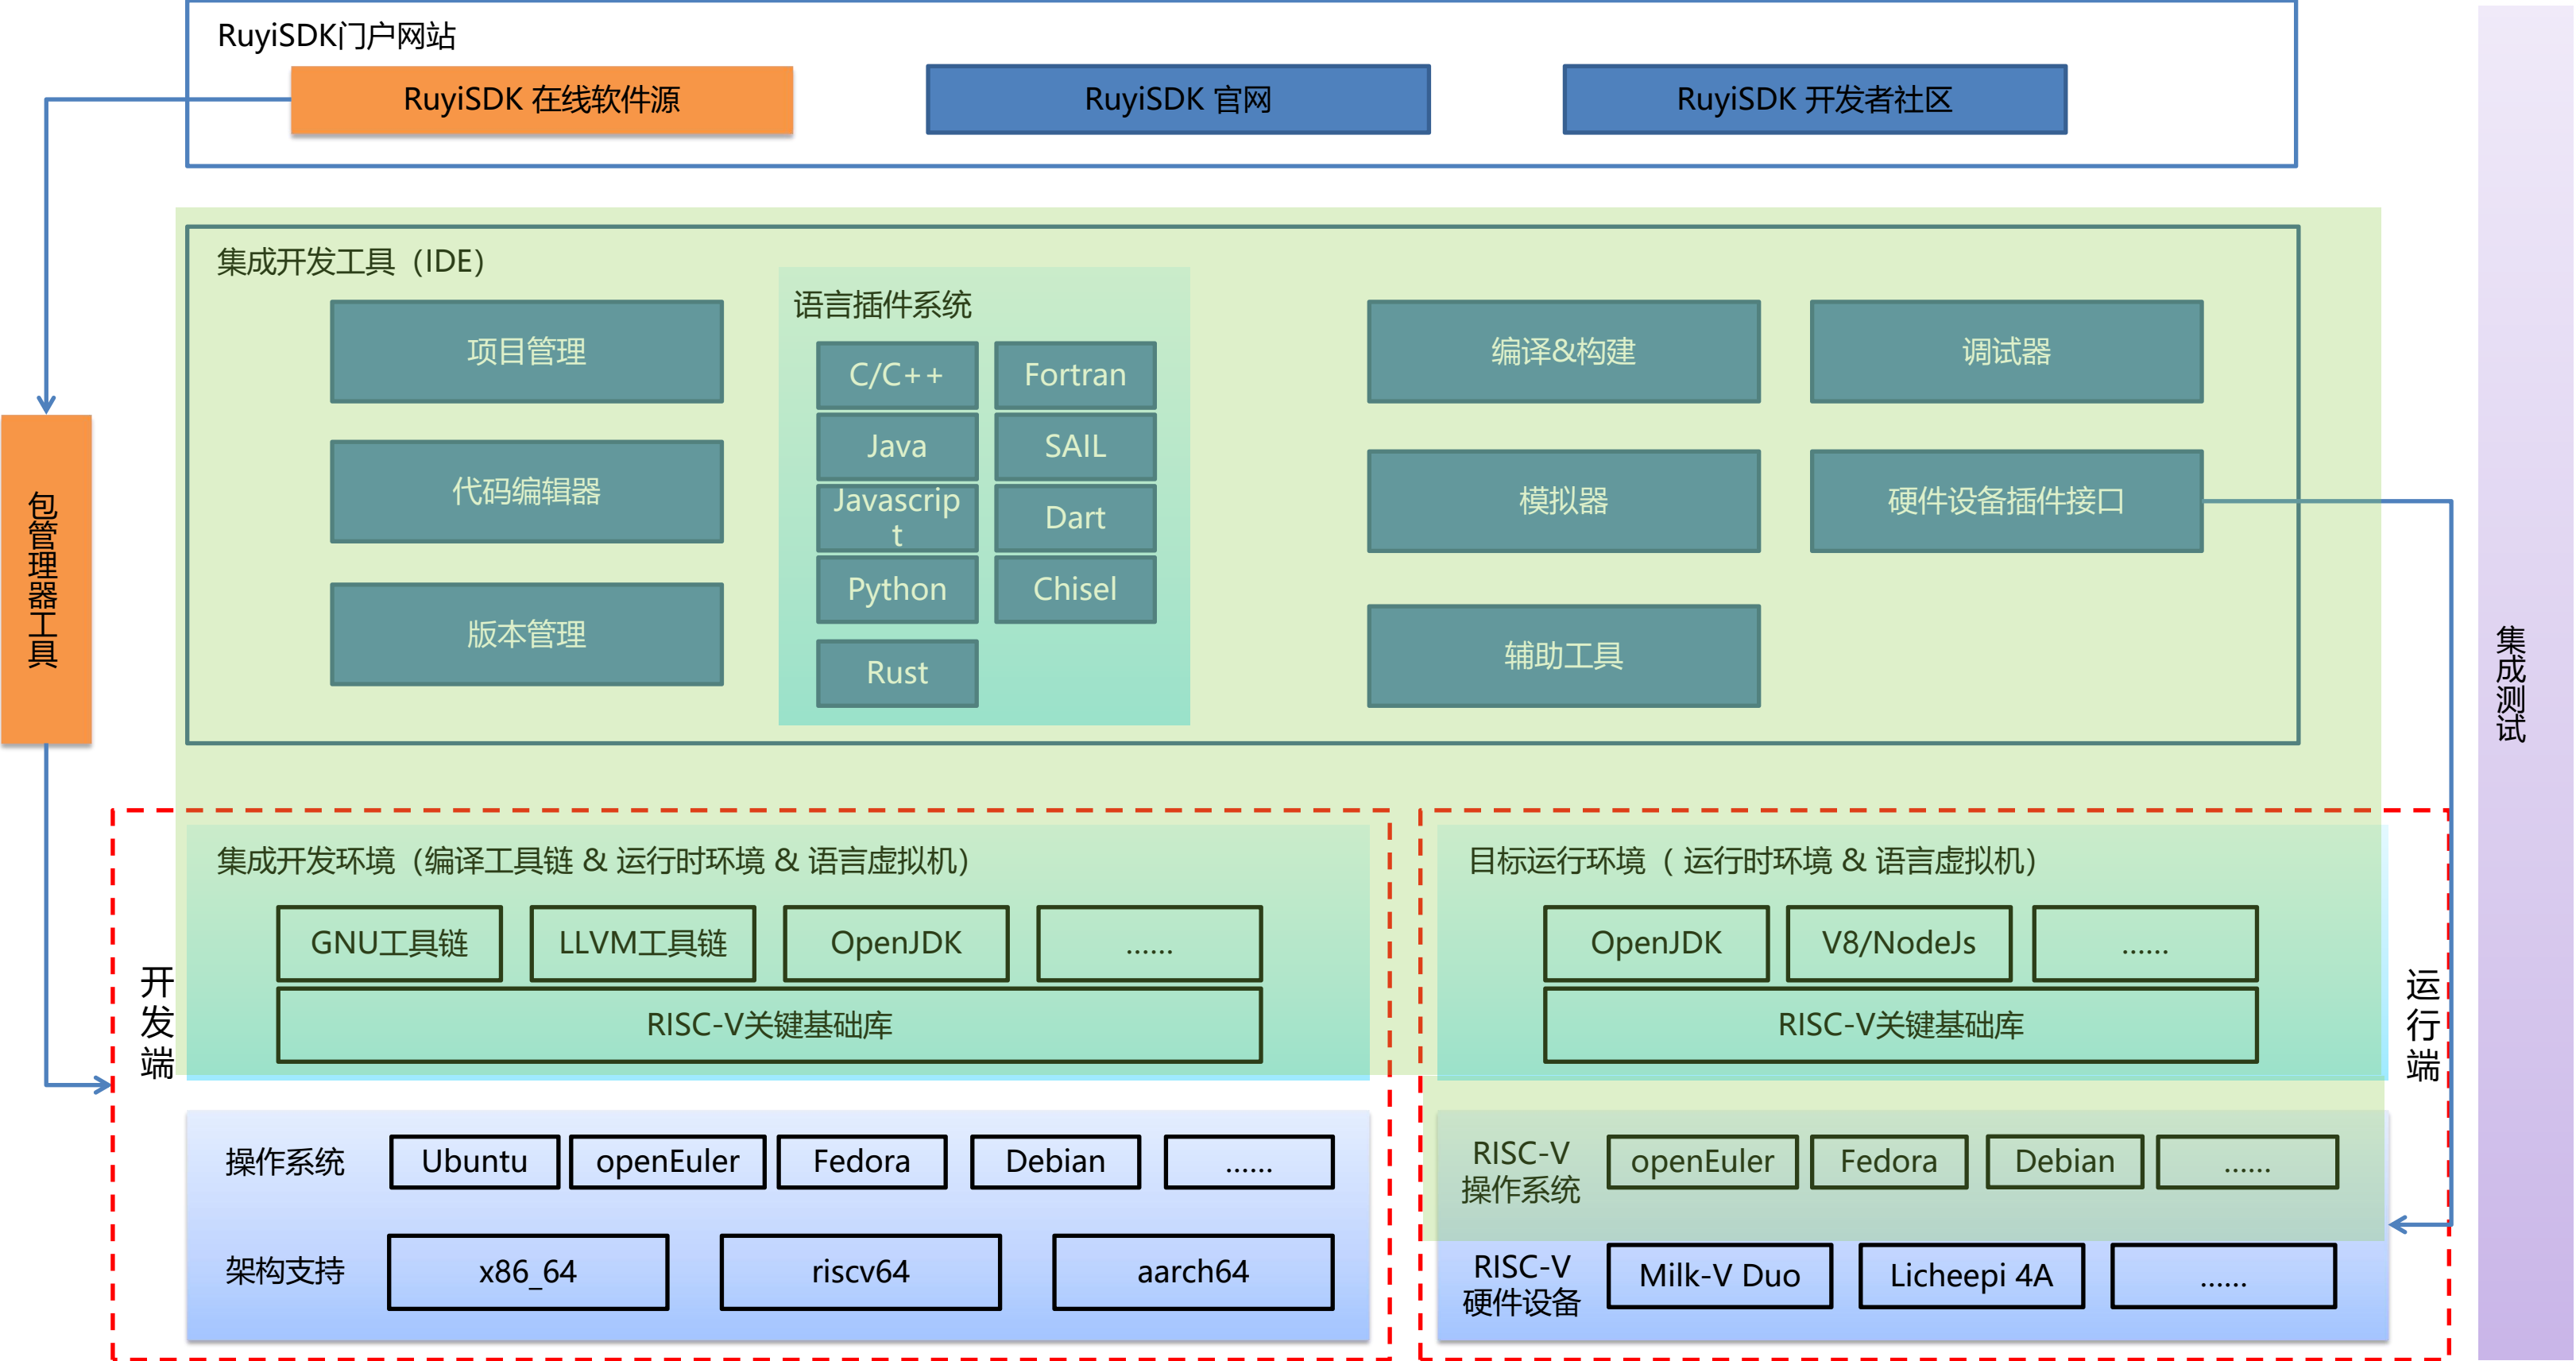 RuyiSDK门户网站
RuyiSDK 在线软件源
RuyiSDK 官网
RuyiSDK 开发者社区
包管理器工具
集成开发工具（IDE）
项目管理
代码编辑器
版本管理
语言插件系统
C/C++
Fortran
Java
SAIL
Javascrip
t
Dart
Python
Chisel
Rust
编译&构建
调试器
模拟器
硬件设备插件接口
辅助工具
集成测试
开发端
集成开发环境（编译工具链 & 运行时环境 & 语言虚拟机）
GNU工具链
LLVM工具链
OpenJDK
......
RISC-V关键基础库
操作系统
Ubuntu
openEuler
Fedora
Debian
......
架构支持
x86_64
riscv64
aarch64
运行端
目标运行环境（ 运行时环境 & 语言虚拟机）
OpenJDK
V8/NodeJs
......
RISC-V关键基础库
RISC-V
操作系统
openEuler
Fedora
Debian
......
RISC-V
硬件设备
Milk-V Duo
Licheepi 4A
......